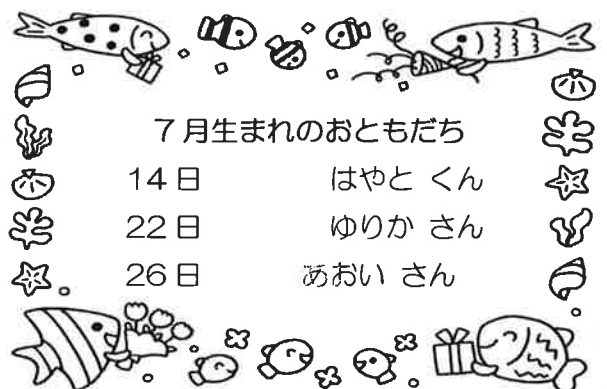 7月生まれのおともだち
14日 はやと くん
22日 ゆりか さん
26日 あおい さん